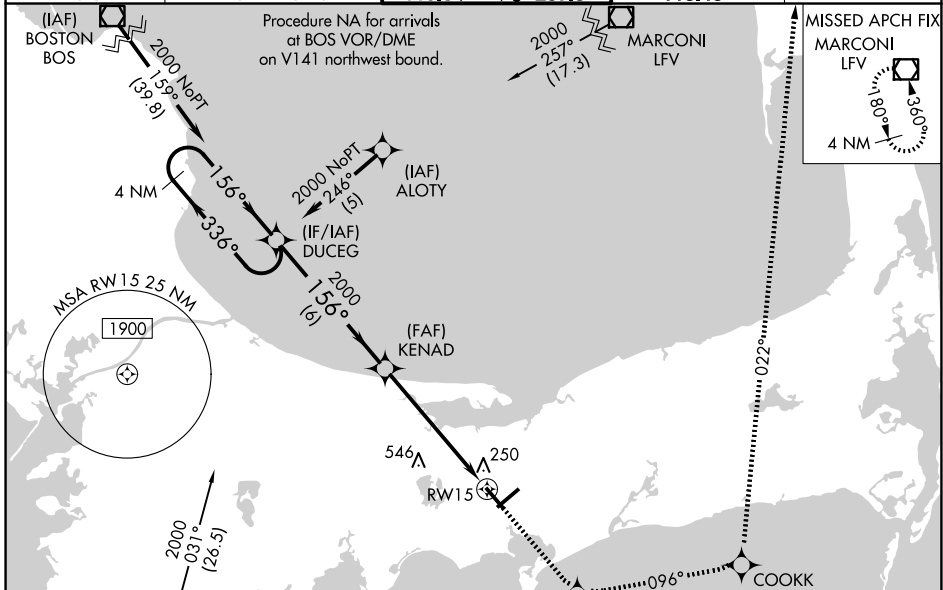 (IAF)
BOSTON
BOS
2000 NoPT
159°
(39.8)
Procedure NA for arrivals
at BOS VOR/DME
on V141 northwest bound.
2000
257°
(17.3)
MARCONI
LFV
MISSED APCH FIX
MARCONI
LFV
180°
360°
4 NM
4 NM
156°
336°
2000 NoPT
246°
(5)
(IAF)
ALOTY
(IF/IAF)
DUCEG
2000
156°
(6)
MSA RW15 25 NM
1900
(FAF)
KENAD
022°
546
250
RW15
2000
031°
(26.5)
096°
COOKK